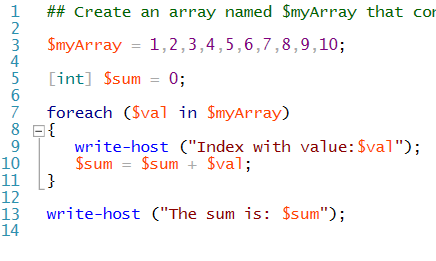 1 ## Create an array named $myArray that con
2
3 $myArray = 1,2,3,4,5,6,7,8,9,10;
4
5 [int] $sum = 0;
6
7 foreach ($val in $myArray)
8 {
9 write-host ("Index with value:$val");
10 $sum = $sum + $val;
11 }
12
13 write-host ("The sum is: $sum");
14